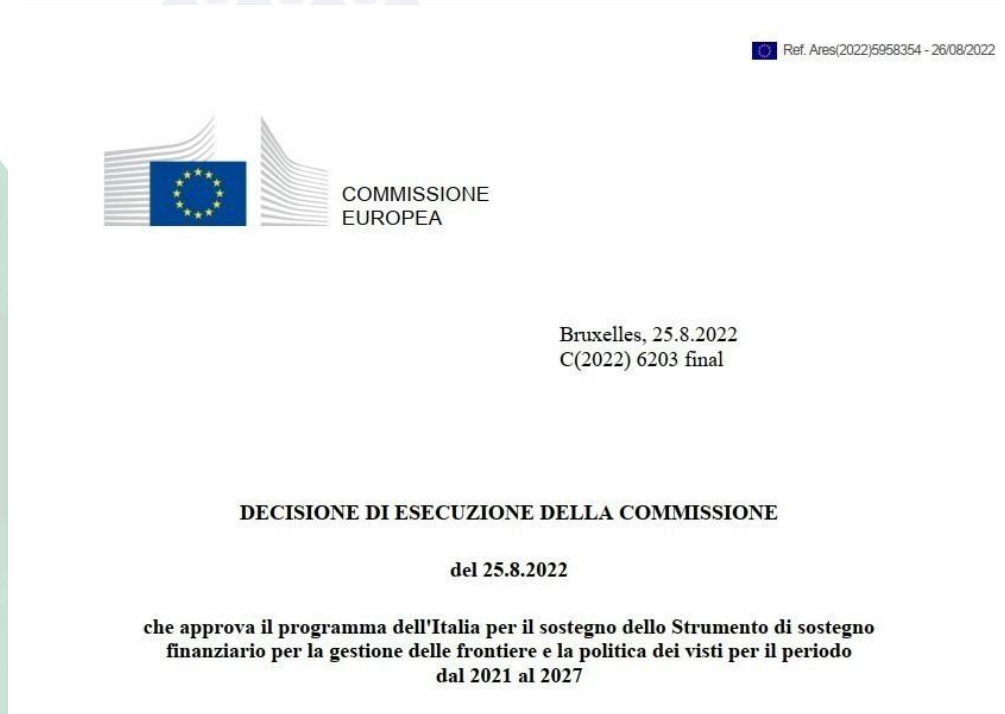 Ref. Ares(2022)5958354 - 26/08/2022
COMMISSIONE
EUROPEA
Bruxelles, 25.8.2022
C(2022) 6203 final
DECISIONE DI ESECUZIONE DELLA COMMISSIONE
del 25.8.2022
che approva il programma dell'Italia per il sostegno dello Strumento di sostegno
finanziario per la gestione delle frontiere e la politica dei visti per il periodo
dal 2021 al 2027